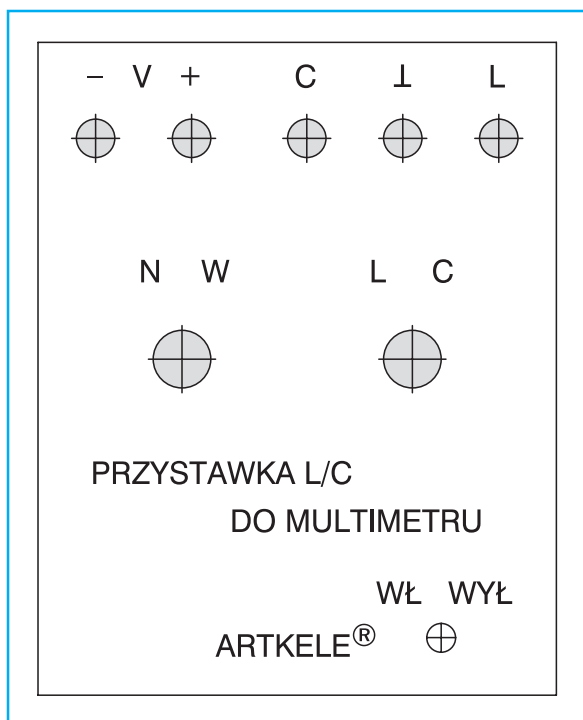 − V + C ⊥ L
N W L C
PRZYSTAWKA L/C
DO MULTIMETRU
WŁ WYŁ
ARTKELE®